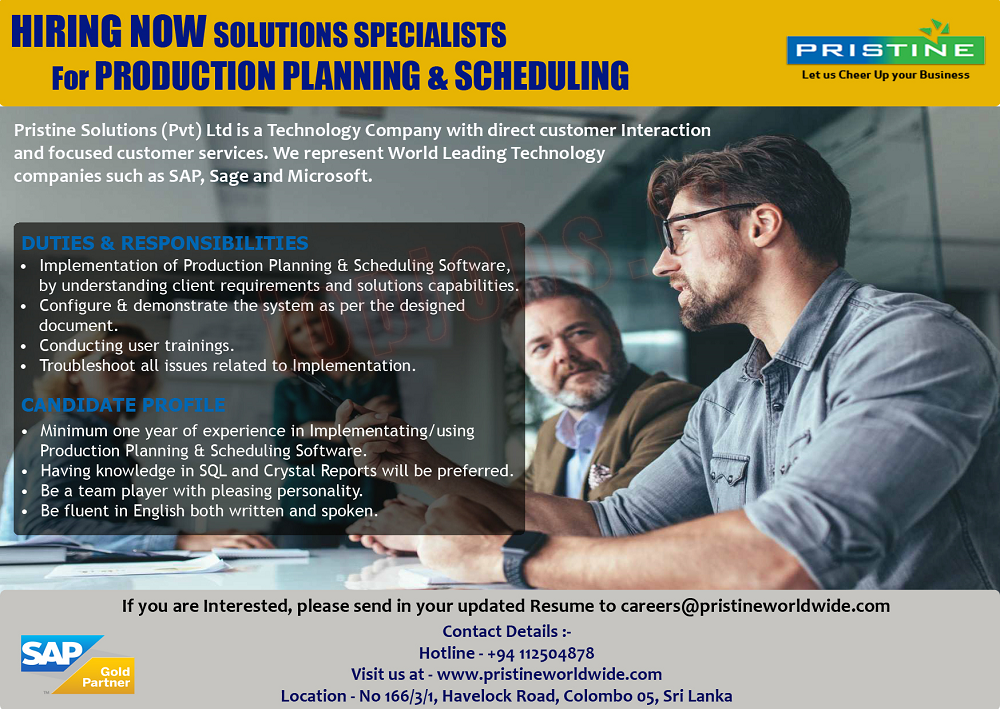 HIRING NOW SOLUTIONS SPECIALISTS
For PRODUCTION PLANNING & SCHEDULING
PRISTINE
Let us Cheer Up your Business
Pristine Solutions (Pvt) Ltd is a Technology Company with direct customer Interaction
and focused customer services. We represent World Leading Technology
companies such as SAP, Sage and Microsoft.
DUTIES & RESPONSIBILITIES
• Implementation of Production Planning & Scheduling Software,
by understanding client requirements and solutions capabilities.
• Configure & demonstrate the system as per the designed
document.
• Conducting user trainings.
• Troubleshoot all issues related to Implementation.
CANDIDATE PROFILE
• Minimum one year of experience in Implementating/using
Production Planning & Scheduling Software.
• Having knowledge in SQL and Crystal Reports will be preferred.
• Be a team player with pleasing personality.
• Be fluent in English both written and spoken.
If you are Interested, please send in your updated Resume to careers@pristineworldwide.com
Contact Details :-
Hotline - +94 112504878
Visit us at - www.pristineworldwide.com
Location - No 166/3/1, Havelock Road, Colombo 05, Sri Lanka
SAP
Gold
Partner
TM